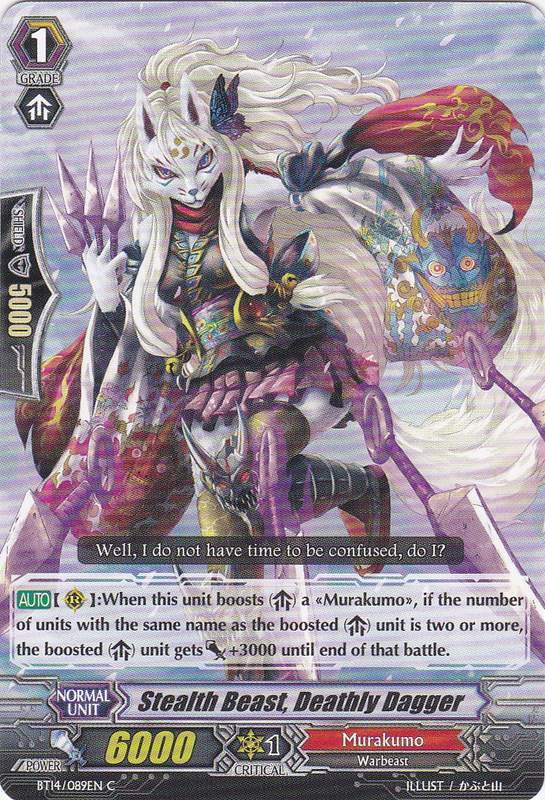 1
GRADE
SHIELD
5000
Well, I do not have time to be confused, do I?
AUTO [ R ]:When this unit boosts ( ) a «Murakumo», if the number
of units with the same name as the boosted ( ) unit is two or more,
the boosted ( ) unit gets +3000 until end of that battle.
NORMAL
UNIT
Stealth Beast, Deathly Dagger
POWER
6000
1
CRITICAL
Murakumo
Warbeast
BT14/089EN C
ILLUST / かぷと山